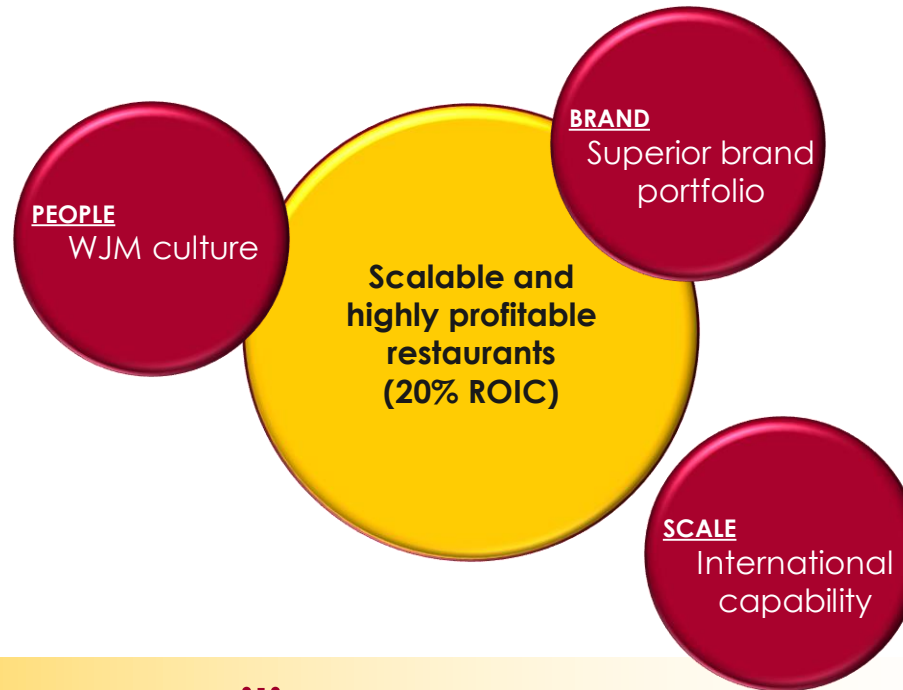 BRAND
Superior brand
portfolio
PEOPLE
WJM culture
Scalable and
highly profitable
restaurants
(20% ROIC)
SCALE
International
capability